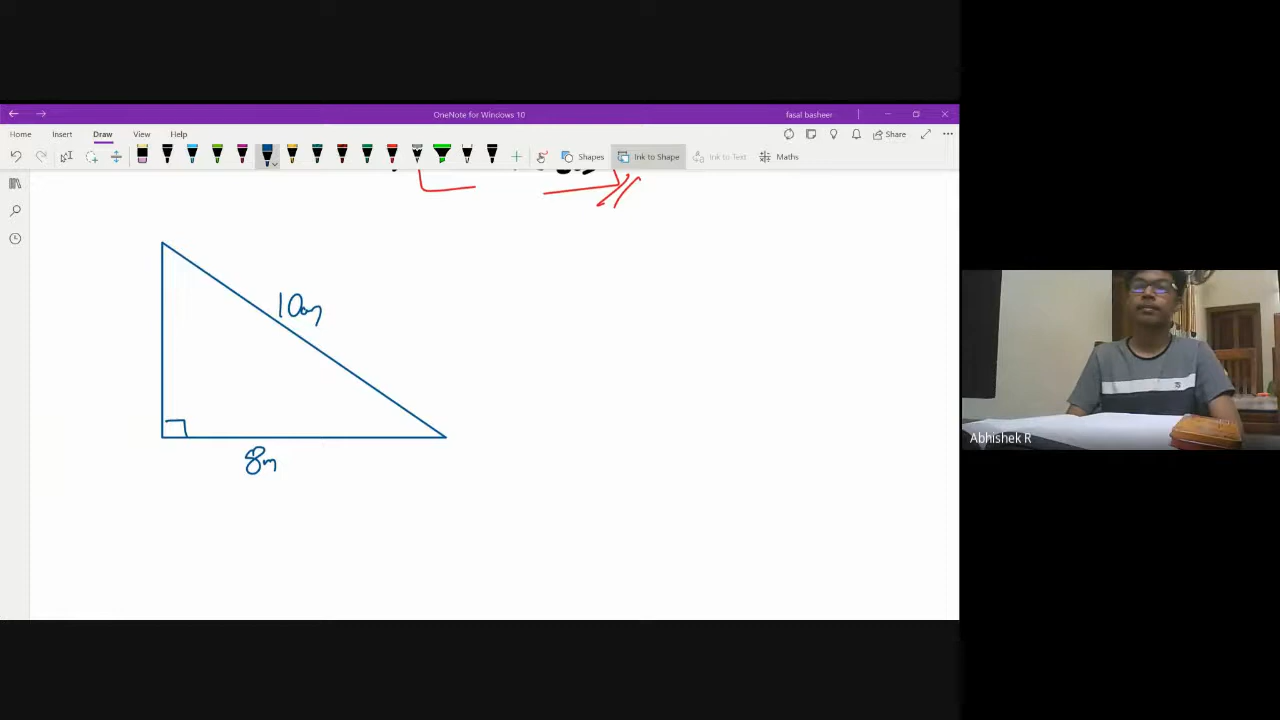 OneNote for Windows 10
fasal basheer
Home Insert Draw View Help
Share
Shapes Ink to Shape Ink to Text Maths
10cm
8m
Abhishek R